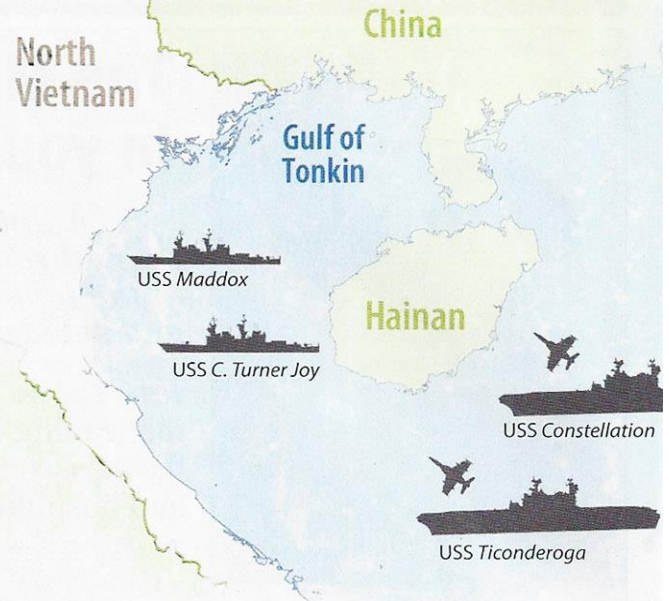 China
North
Vietnam
Gulf of
Tonkin
USS Maddox
Hainan
USS C. Turner Joy
USS Constellation
USS Ticonderoga